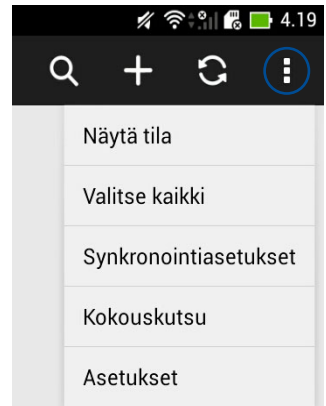 4.19
Näytä tila
Valitse kaikki
Synkronointiasetukset
Kokouskutsu
Asetukset